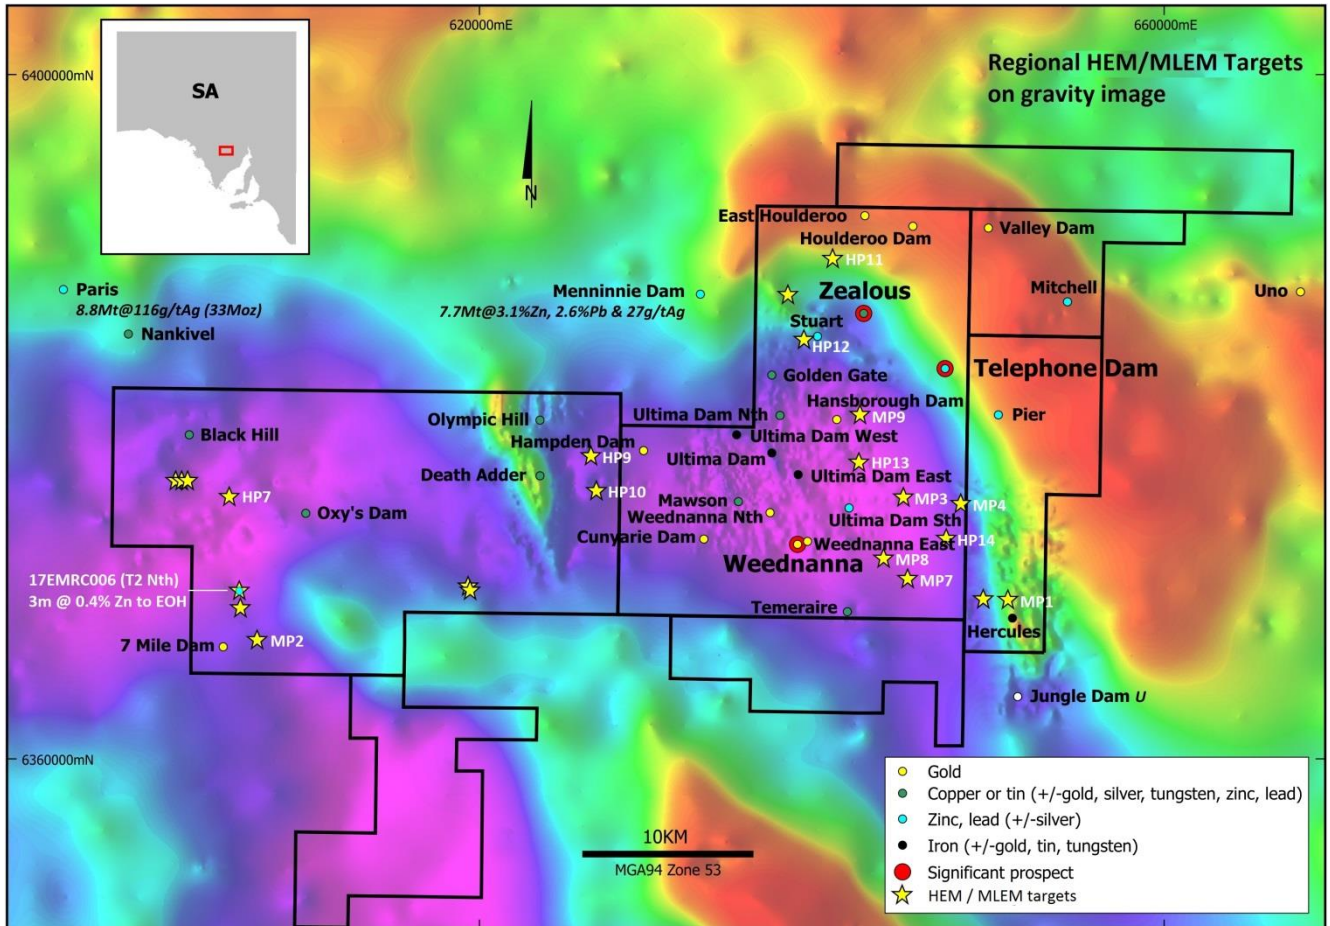 620000mE
660000mE
6400000mN
Regional HEM/MLEM Targets
on gravity image
SA
N
East Houlderoo
Houlderoo Dam
Valley Dam
HP11
Paris
8.8Mt@116g/tAg (33Moz)
Nankivel
Menninnie Dam
7.7Mt@3.1%Zn, 2.6%Pb & 27g/tAg
Zealous
Mitchell
Uno
Stuart
HP12
Golden Gate
Telephone Dam
Black Hill
Olympic Hill
Ultima Dam Nth
Hansborough Dam
MP9
Pier
Hampden Dam
HP9
Ultima Dam West
Ultima Dam
HP13
Death Adder
Ultima Dam East
HP7
HP10
Mawson
MP3
MP4
Oxy's Dam
Weednanna Nth
Ultima Dam Sth
Cunyarie Dam
Weednanna East
HP14
Weednanna
MP8
MP7
17EMRC006 (T2 Nth)
3m @ 0.4% Zn to EOH
MP1
Temeraire
Hercules
7 Mile Dam
MP2
Jungle Dam U
6360000mN
10KM
MGA94 Zone 53
Gold
Copper or tin (+/-gold, silver, tungsten, zinc, lead)
Zinc, lead (+/-silver)
Iron (+/-gold, tin, tungsten)
Significant prospect
HEM / MLEM targets